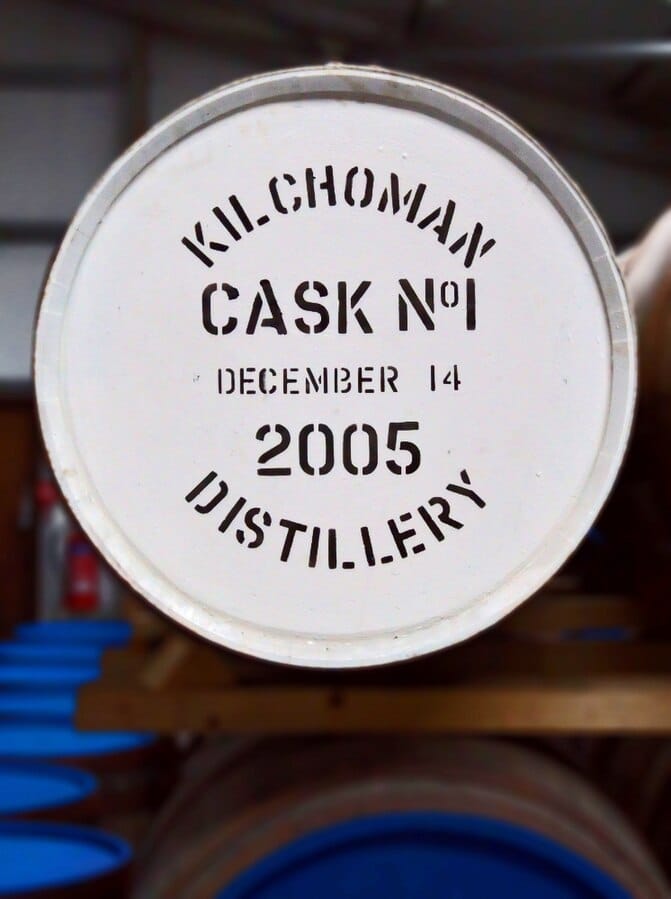 KILCHOMAN
CASK Nº1
DECEMBER 14
2005
DISTILLERY